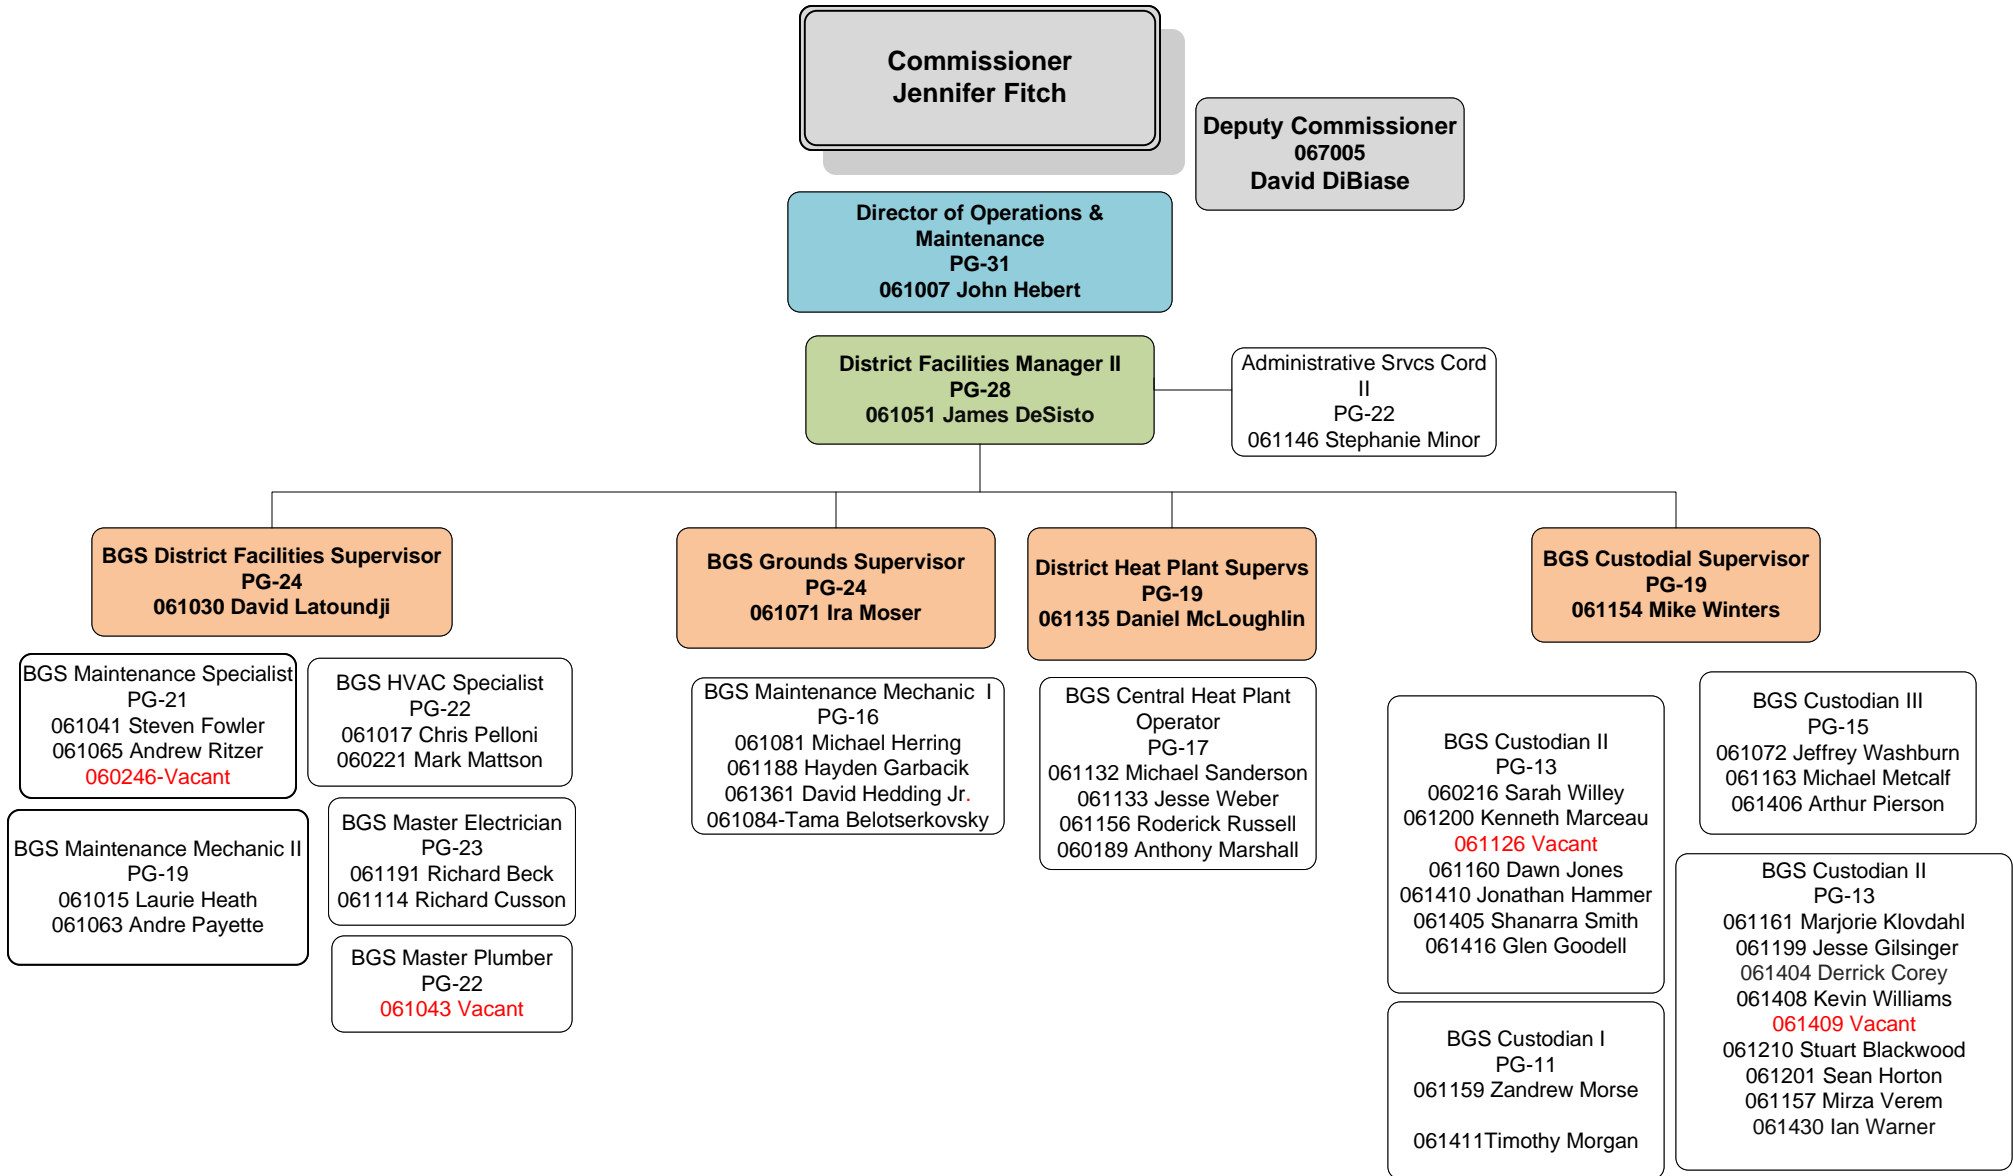 Commissioner
Jennifer Fitch
Deputy Commissioner
067005
David DiBiase
Director of Operations &
Maintenance
PG-31
061007 John Hebert
District Facilities Manager II
PG-28
061051 James DeSisto
Administrative Srvcs Cord
II
PG-22
061146 Stephanie Minor
BGS District Facilities Supervisor
PG-24
061030 David Latoundji
BGS Grounds Supervisor
PG-24
061071 Ira Moser
District Heat Plant Supervs
PG-19
061135 Daniel McLoughlin
BGS Custodial Supervisor
PG-19
061154 Mike Winters
BGS Maintenance Specialist
PG-21
061041 Steven Fowler
061065 Andrew Ritzer
060246-Vacant
BGS HVAC Specialist
PG-22
061017 Chris Pelloni
060221 Mark Mattson
BGS Maintenance Mechanic II
PG-19
061015 Laurie Heath
061063 Andre Payette
BGS Master Electrician
PG-23
061191 Richard Beck
061114 Richard Cusson
BGS Master Plumber
PG-22
061043 Vacant
BGS Maintenance Mechanic I
PG-16
061081 Michael Herring
061188 Hayden Garbacik
061361 David Hedding Jr.
061084-Tama Belotserkovsky
BGS Central Heat Plant
Operator
PG-17
061132 Michael Sanderson
061133 Jesse Weber
061156 Roderick Russell
060189 Anthony Marshall
BGS Custodian II
PG-13
060216 Sarah Willey
061200 Kenneth Marceau
061126 Vacant
061160 Dawn Jones
061410 Jonathan Hammer
061405 Shanarra Smith
061416 Glen Goodell
BGS Custodian I
PG-11
061159 Zandrew Morse
061411Timothy Morgan
BGS Custodian III
PG-15
061072 Jeffrey Washburn
061163 Michael Metcalf
061406 Arthur Pierson
BGS Custodian II
PG-13
061161 Marjorie Klovdahl
061199 Jesse Gilsinger
061404 Derrick Corey
061408 Kevin Williams
061409 Vacant
061210 Stuart Blackwood
061201 Sean Horton
061157 Mirza Verem
061430 Ian Warner